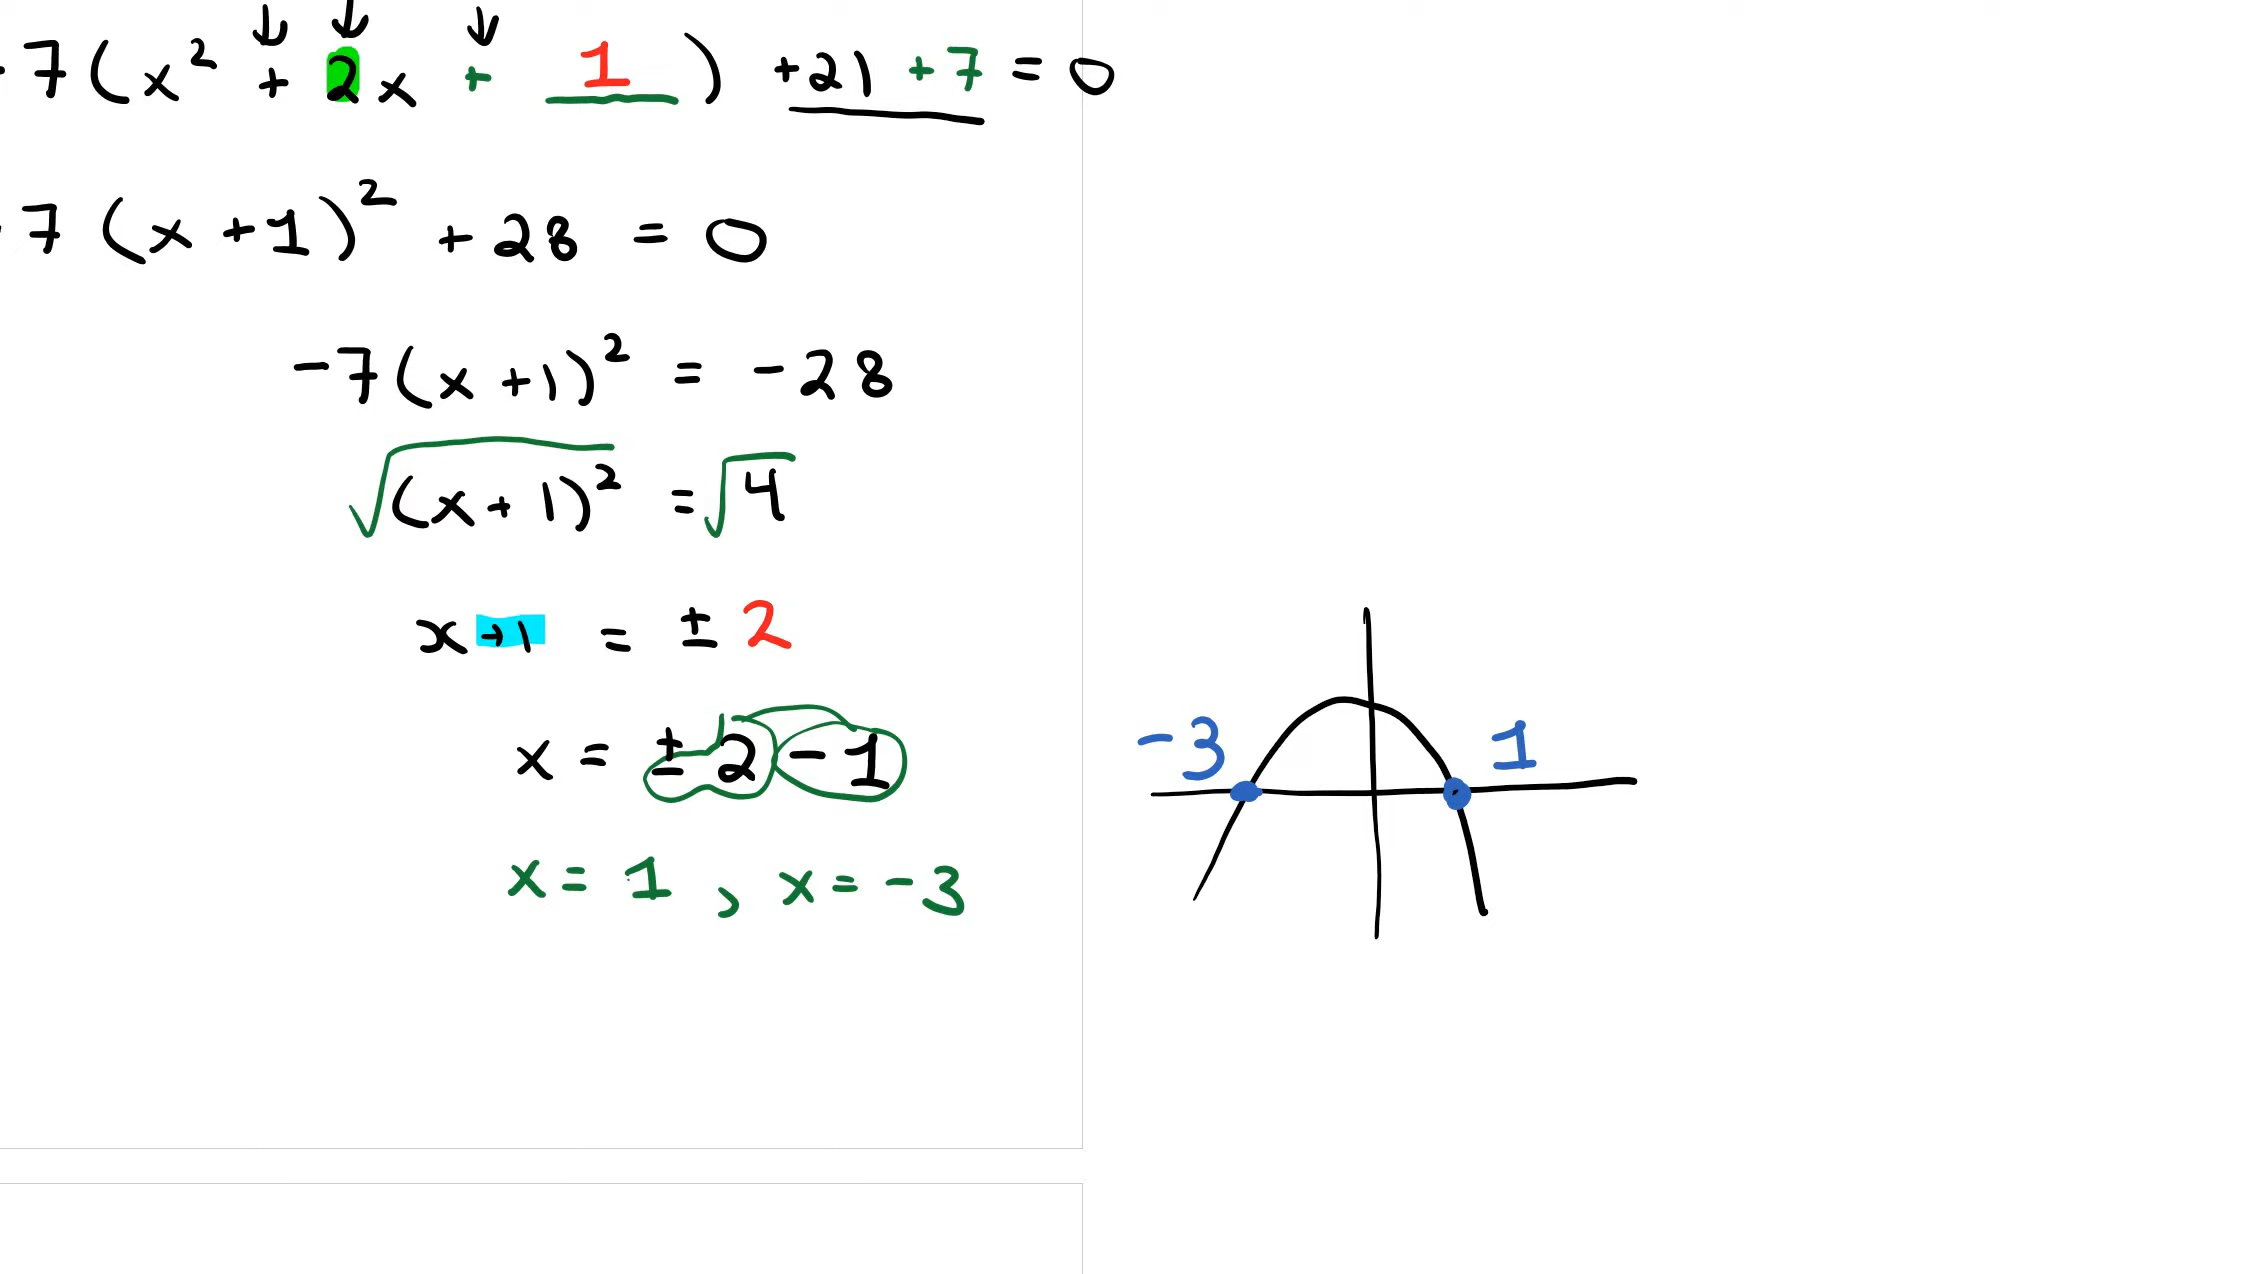 -7(x² + 2x + 1) +21 +7 = 0
-7(x+1)² +28 = 0
-7(x+1)² = -28
√(x+1)² = √4
x+1 = ± 2
x = ± 2 - 1
x = 1 , x = -3
-3 1